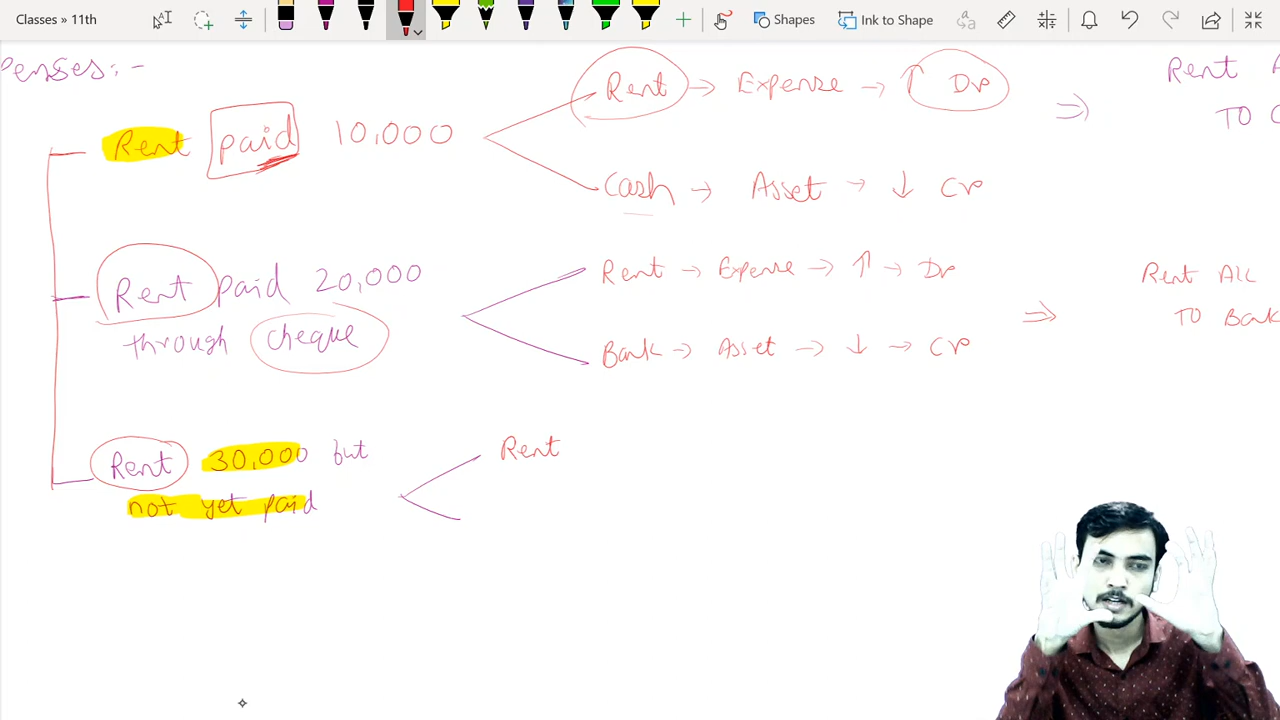 Classes » 11th
Shapes
Ink to Shape
penses:-
Rent paid 10,000
Rent → Expense → ↑ Dr
Cash → Asset → ↓ Cr
⇒ Rent A
TO C
Rent paid 20,000
through cheque
Rent → Expense → ↑ → Dr
Bank → Asset → ↓ → Cr
⇒ Rent A/c
TO Bank
Rent 30,000 but
not yet paid
Rent